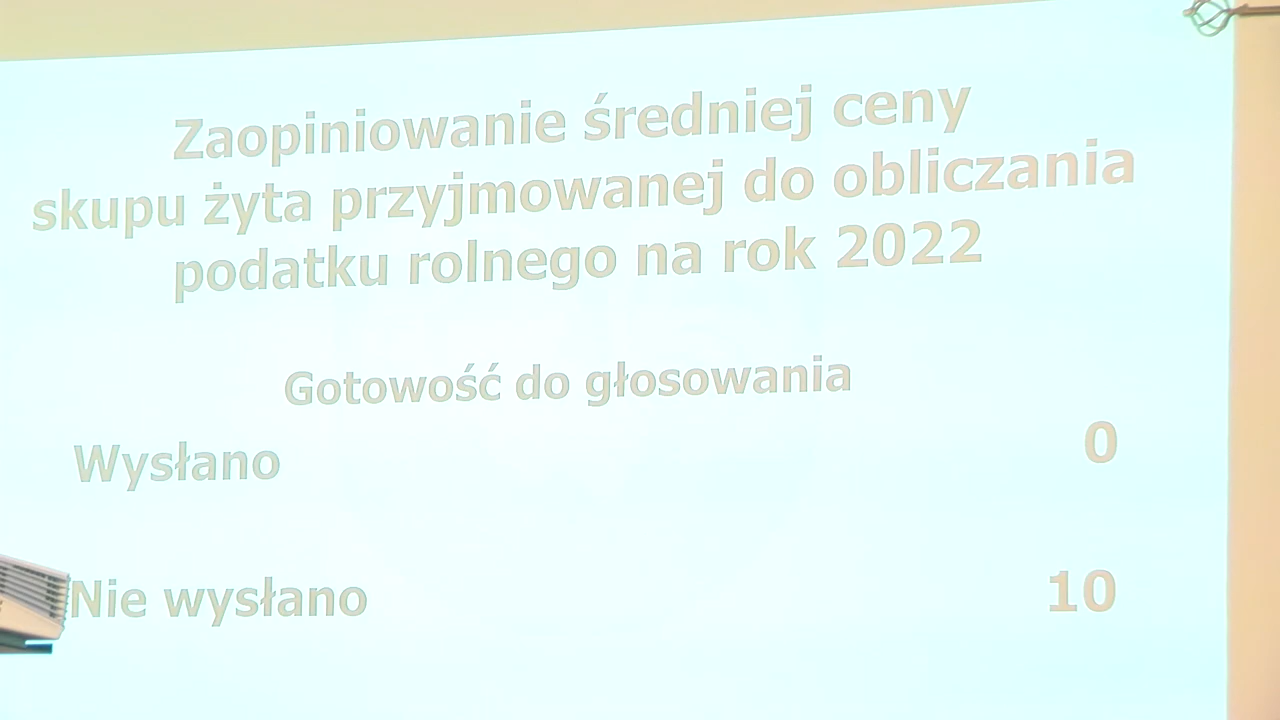 Zaopiniowanie średniej ceny
skupu żyta przyjmowanej do obliczania
podatku rolnego na rok 2022
Gotowość do głosowania
Wysłano 0
Nie wysłano 10